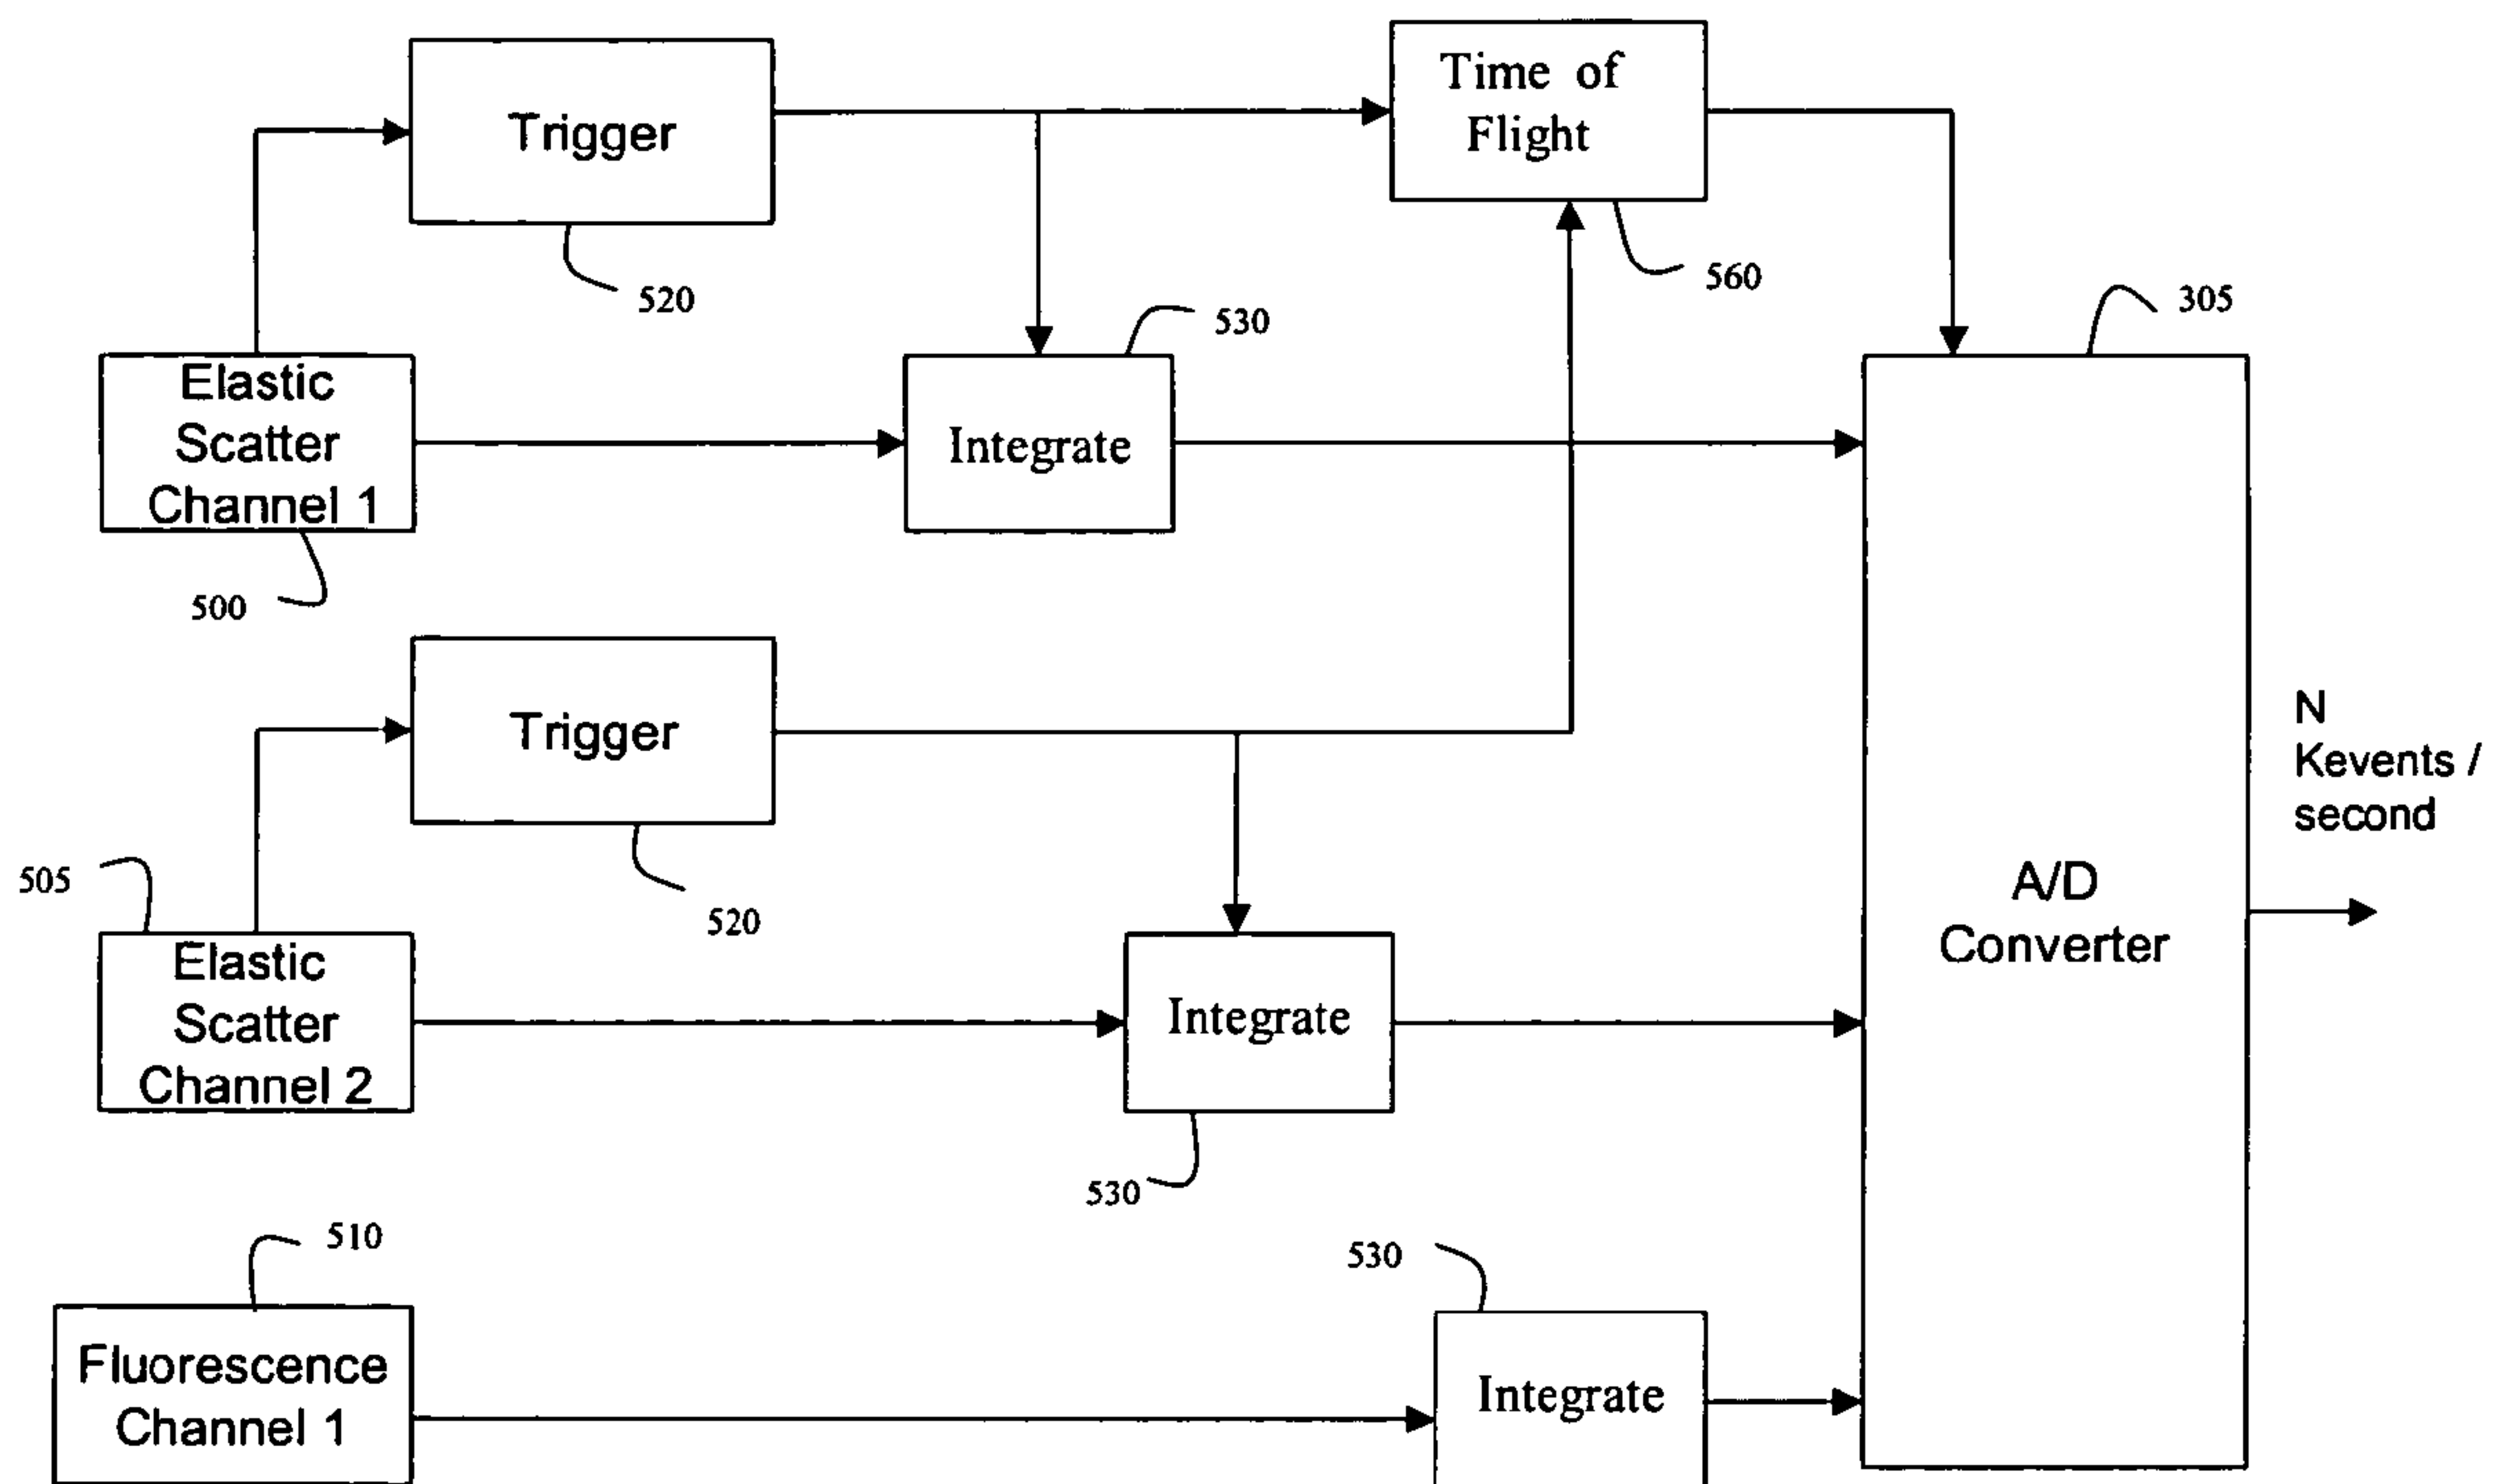 Time of
Flight
Trigger
520
560
305
530
Elastic
Scatter
Channel 1
Integrate
500
Trigger
N
Kevents /
second
505
520
A/D
Converter
Elastic
Scatter
Channel 2
Integrate
530
510
530
Fluorescence
Channel 1
Integrate